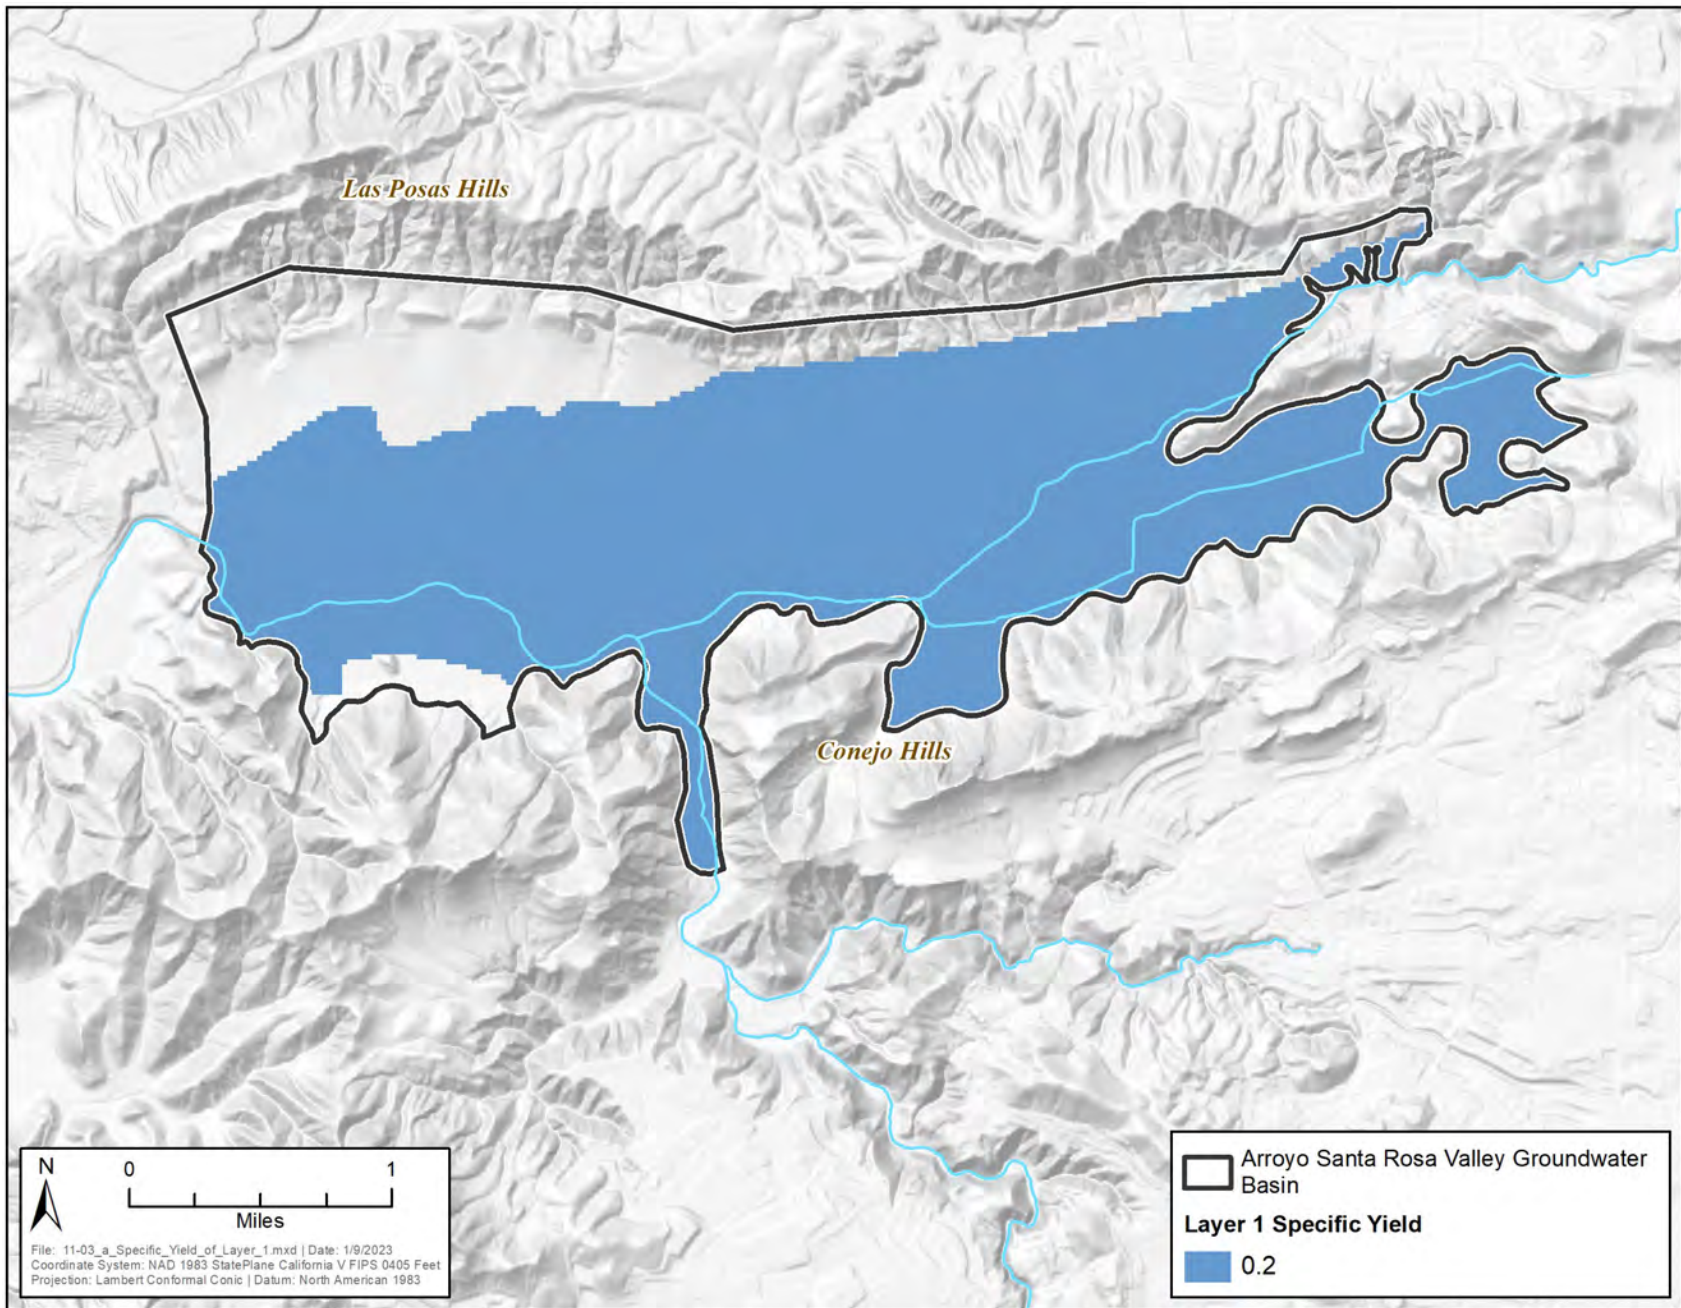 Las Posas Hills
Conejo Hills
N
0 1
Miles
File: 11-03_a_Specific_Yield_of_Layer_1.mxd | Date: 1/9/2023
Coordinate System: NAD 1983 StatePlane California V FIPS 0405 Feet
Projection: Lambert Conformal Conic | Datum: North American 1983
Arroyo Santa Rosa Valley Groundwater
Basin
Layer 1 Specific Yield
0.2